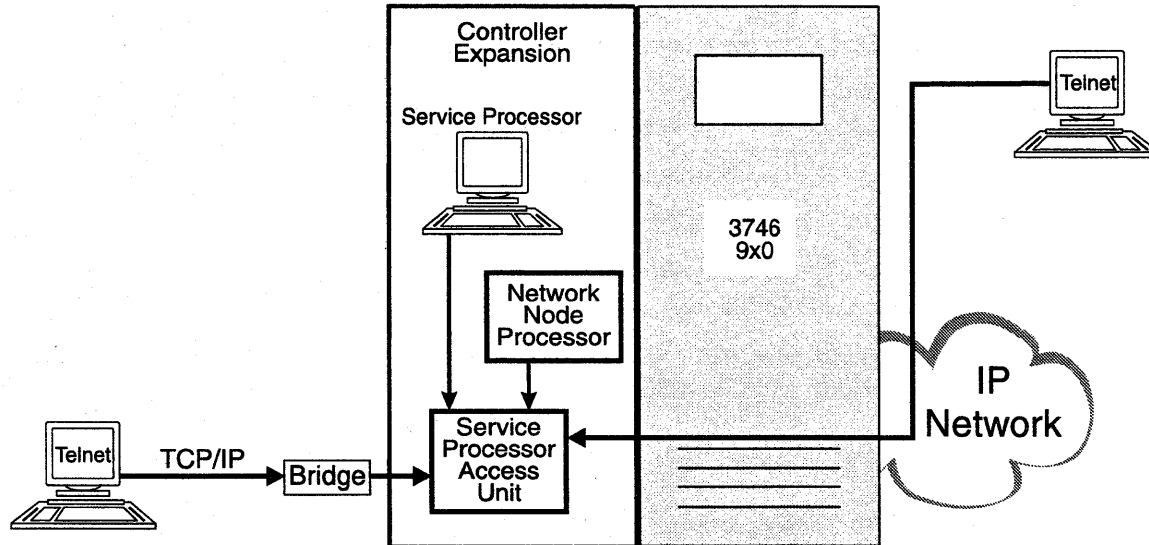 Controller
Expansion
Service Processor
Telnet
3746
9x0
Network
Node
Processor
IP
Network
Service
Processor
Access
Unit
Telnet
TCP/IP
Bridge